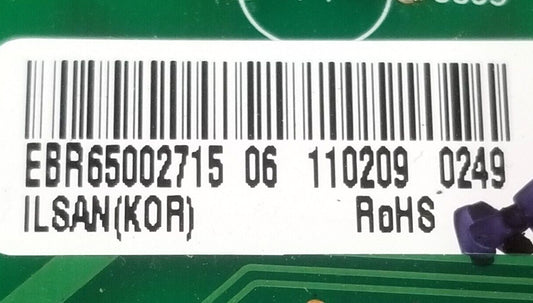 EBR65002715 06 110209 0249
ILSAN(KOR) RoHS